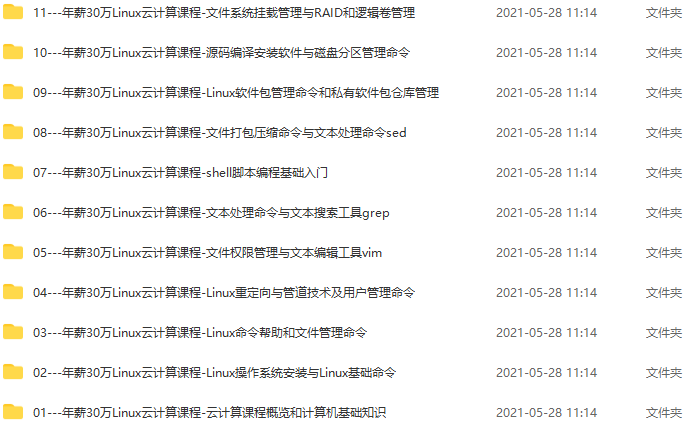 11---年薪30万Linux云计算课程-文件系统挂载管理与RAID和逻辑卷管理 2021-05-28 11:14 文件夹
10---年薪30万Linux云计算课程-源码编译安装软件与磁盘分区管理命令 2021-05-28 11:14 文件夹
09---年薪30万Linux云计算课程-Linux软件包管理命令和私有软件包仓库管理 2021-05-28 11:14 文件夹
08---年薪30万Linux云计算课程-文件打包压缩命令与文本处理命令sed 2021-05-28 11:14 文件夹
07---年薪30万Linux云计算课程-shell脚本编程基础入门 2021-05-28 11:14 文件夹
06---年薪30万Linux云计算课程-文本处理命令与文本搜索工具grep 2021-05-28 11:14 文件夹
05---年薪30万Linux云计算课程-文件权限管理与文本编辑工具vim 2021-05-28 11:14 文件夹
04---年薪30万Linux云计算课程-Linux重定向与管道技术及用户管理命令 2021-05-28 11:14 文件夹
03---年薪30万Linux云计算课程-Linux命令帮助和文件管理命令 2021-05-28 11:14 文件夹
02---年薪30万Linux云计算课程-Linux操作系统安装与Linux基础命令 2021-05-28 11:14 文件夹
01---年薪30万Linux云计算课程-云计算课程概览和计算机基础知识 2021-05-28 11:14 文件夹